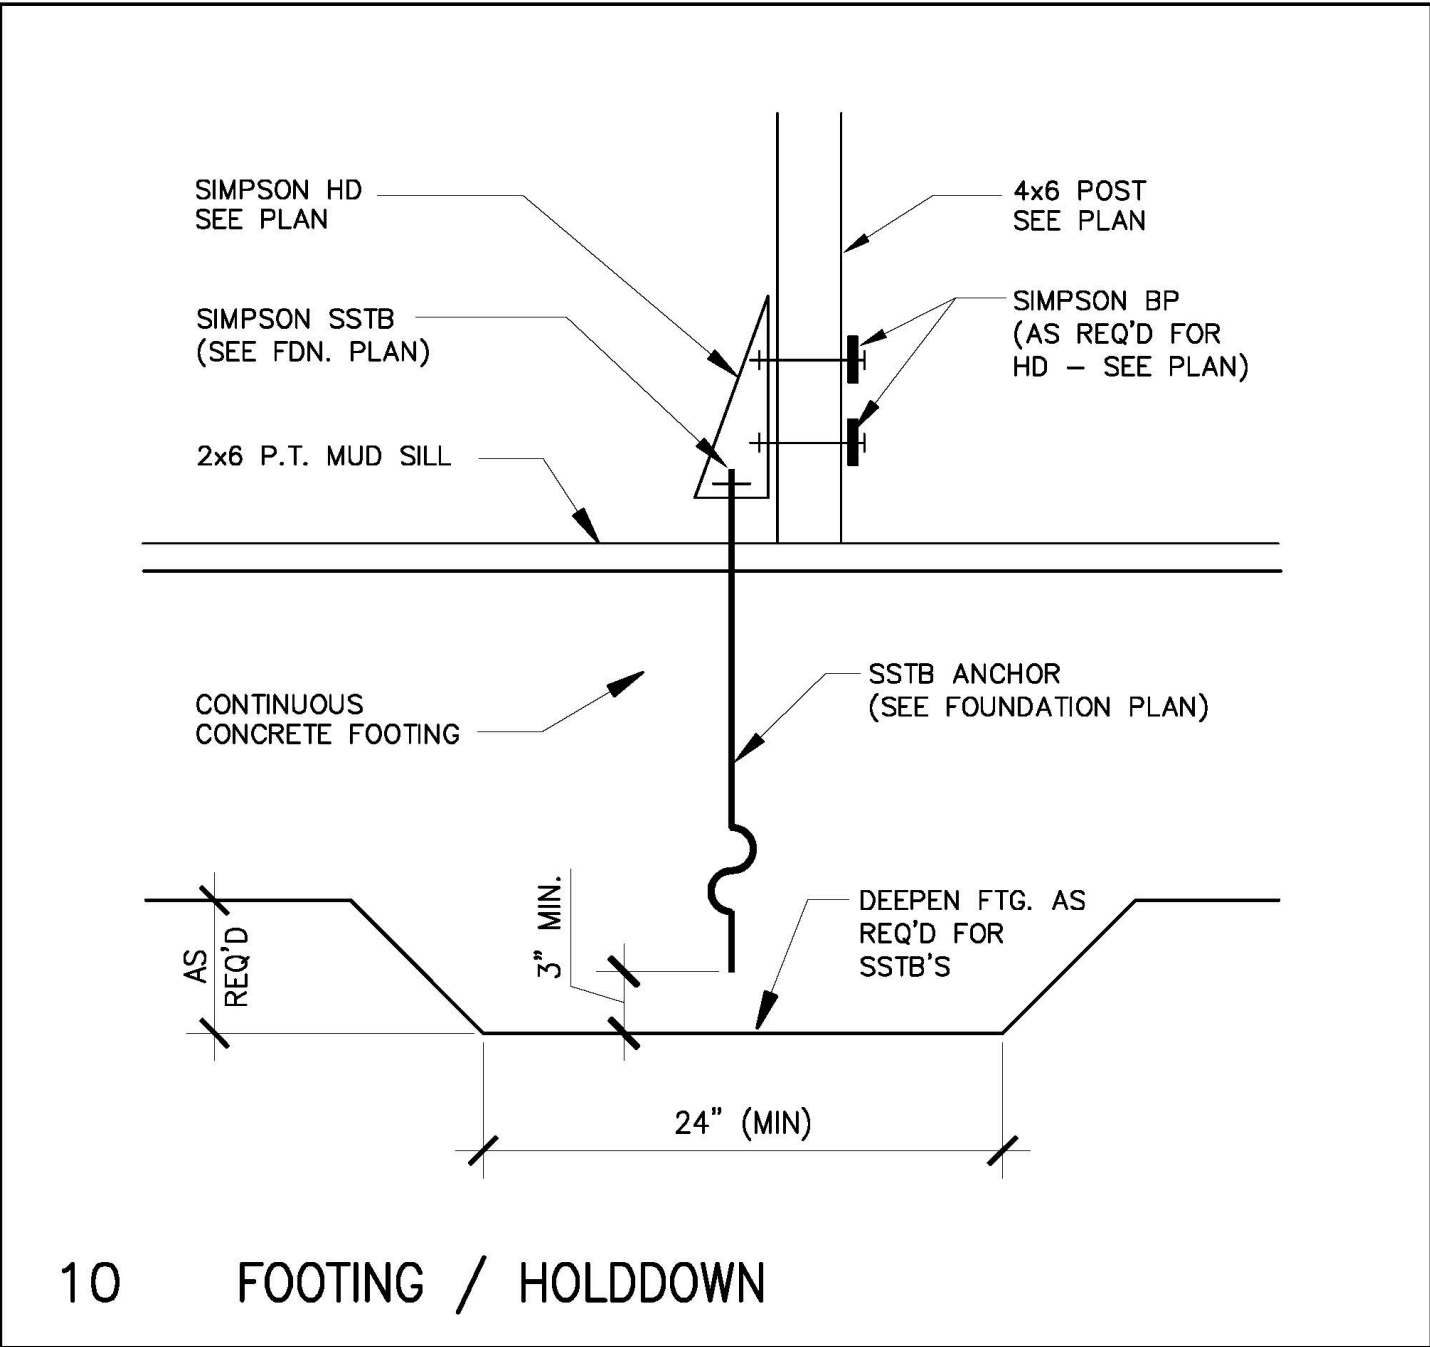 SIMPSON HD
SEE PLAN
4x6 POST
SEE PLAN
SIMPSON SSTB
(SEE FDN. PLAN)
SIMPSON BP
(AS REQ'D FOR
HD – SEE PLAN)
2x6 P.T. MUD SILL
CONTINUOUS
CONCRETE FOOTING
SSTB ANCHOR
(SEE FOUNDATION PLAN)
AS
REQ'D
3" MIN.
DEEPEN FTG. AS
REQ'D FOR
SSTB'S
24" (MIN)
10 FOOTING / HOLDDOWN